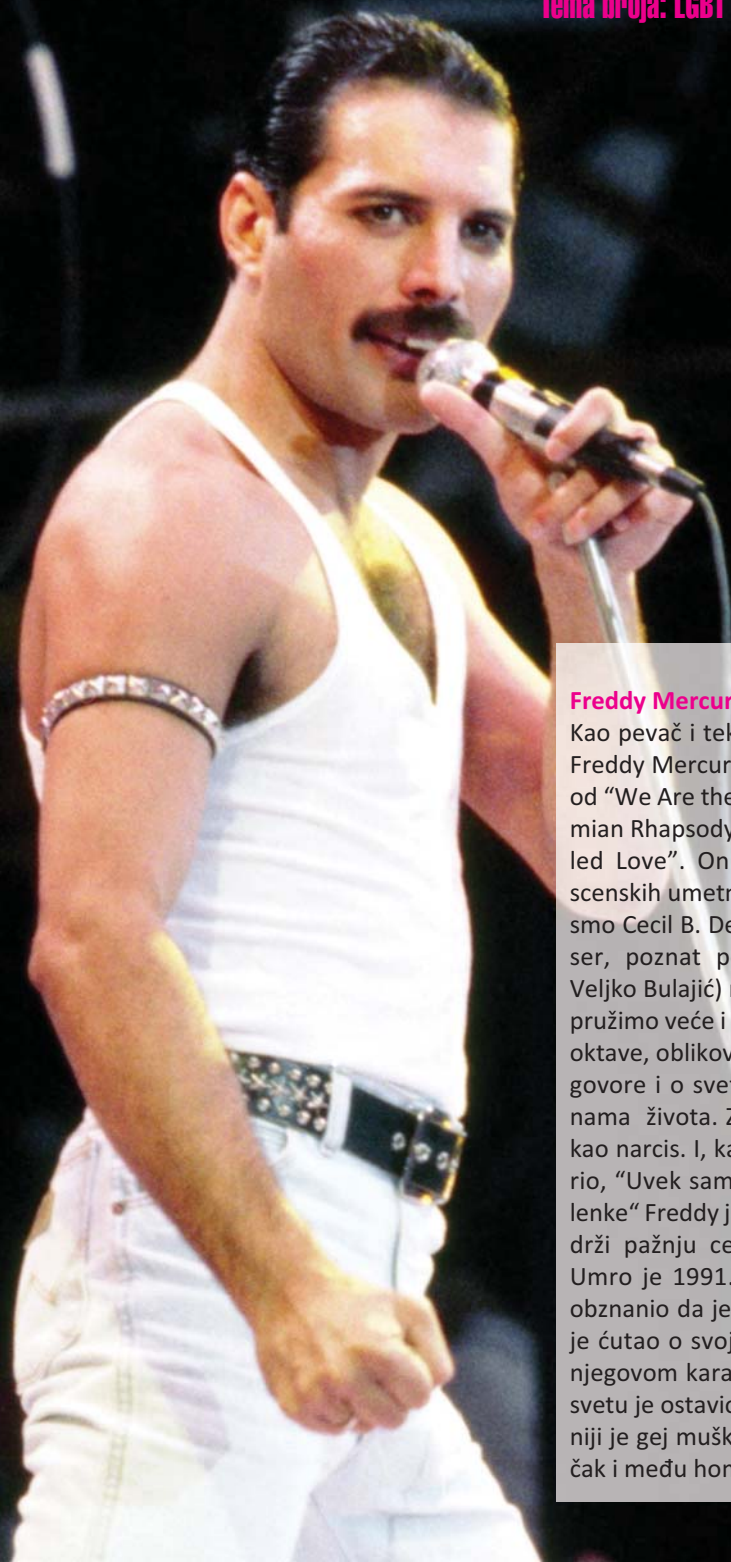 Tema broja: LGBT
Freddy Mercur
Kao pevač i tek
Freddy Mercur
od “We Are the
mian Rhapsody
led Love”. On
scenskih umetr
smo Cecil B. De
ser, poznat p
Veljko Bulajić) r
pružimo veće i
oktave, oblikov
govore i o svet
nama života. Z
kao narcis. I, ka
rio, “Uvek sam
lenke“ Freddy j
drži pažnju ce
Umro je 1991.
obznanio da je
je ćutao o svoj
njegovom kara
svetu je ostavio
niji je gej mušk
čak i među hor